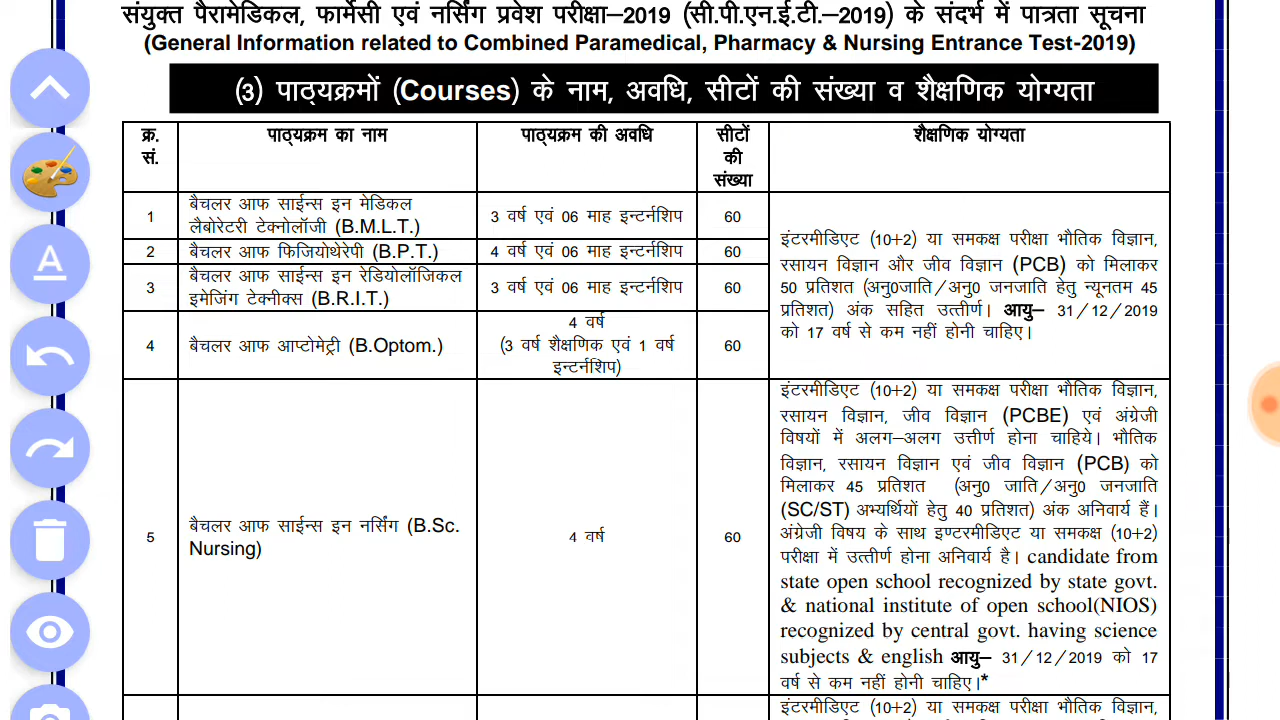 संयुक्त पैरामेडिकल, फार्मेसी एवं नर्सिंग प्रवेश परीक्षा–2019 (सी.पी.एन.ई.टी.–2019) के संदर्भ में पात्रता सूचना
(General Information related to Combined Paramedical, Pharmacy & Nursing Entrance Test-2019)
(3) पाठ्यक्रमों (Courses) के नाम, अवधि, सीटों की संख्या व शैक्षणिक योग्यता
क्र.
सं.
पाठ्यक्रम का नाम
पाठ्यक्रम की अवधि
सीटों
की
संख्या
शैक्षणिक योग्यता
1
बैचलर आफ साईन्स इन मेडिकल
लैबोरेटरी टेक्नोलॉजी (B.M.L.T.)
3 वर्ष एवं 06 माह इन्टर्नशिप
60
2
बैचलर आफ फिजियोथेरेपी (B.P.T.)
4 वर्ष एवं 06 माह इन्टर्नशिप
60
3
बैचलर आफ साईन्स इन रेडियोलॉजिकल
इमेजिंग टेक्नीक्स (B.R.I.T.)
3 वर्ष एवं 06 माह इन्टर्नशिप
60
4
बैचलर आफ आप्टोमेट्री (B.Optom.)
4 वर्ष
(3 वर्ष शैक्षणिक एवं 1 वर्ष
इन्टर्नशिप)
60
इंटरमीडिएट (10+2) या समकक्ष परीक्षा भौतिक विज्ञान,
रसायन विज्ञान और जीव विज्ञान (PCB) को मिलाकर
50 प्रतिशत (अनु0जाति/अनु0 जनजाति हेतु न्यूनतम 45
प्रतिशत) अंक सहित उत्तीर्ण। आयु– 31/12/2019
को 17 वर्ष से कम नहीं होनी चाहिए।
5
बैचलर आफ साईन्स इन नर्सिंग (B.Sc.
Nursing)
4 वर्ष
60
इंटरमीडिएट (10+2) या समकक्ष परीक्षा भौतिक विज्ञान,
रसायन विज्ञान, जीव विज्ञान (PCBE) एवं अंग्रेजी
विषयों में अलग–अलग उत्तीर्ण होना चाहिये। भौतिक
विज्ञान, रसायन विज्ञान एवं जीव विज्ञान (PCB) को
मिलाकर 45 प्रतिशत (अनु0 जाति/अनु0 जनजाति
(SC/ST) अभ्यर्थियों हेतु 40 प्रतिशत) अंक अनिवार्य हैं।
अंग्रेजी विषय के साथ इण्टरमीडिएट या समकक्ष (10+2)
परीक्षा में उत्तीर्ण होना अनिवार्य है। candidate from
state open school recognized by state govt.
& national institute of open school(NIOS)
recognized by central govt. having science
subjects & english आयु– 31/12/2019 को 17
वर्ष से कम नहीं होनी चाहिए।*
इंटरमीडिएट (10+2) या समकक्ष परीक्षा भौतिक विज्ञान,